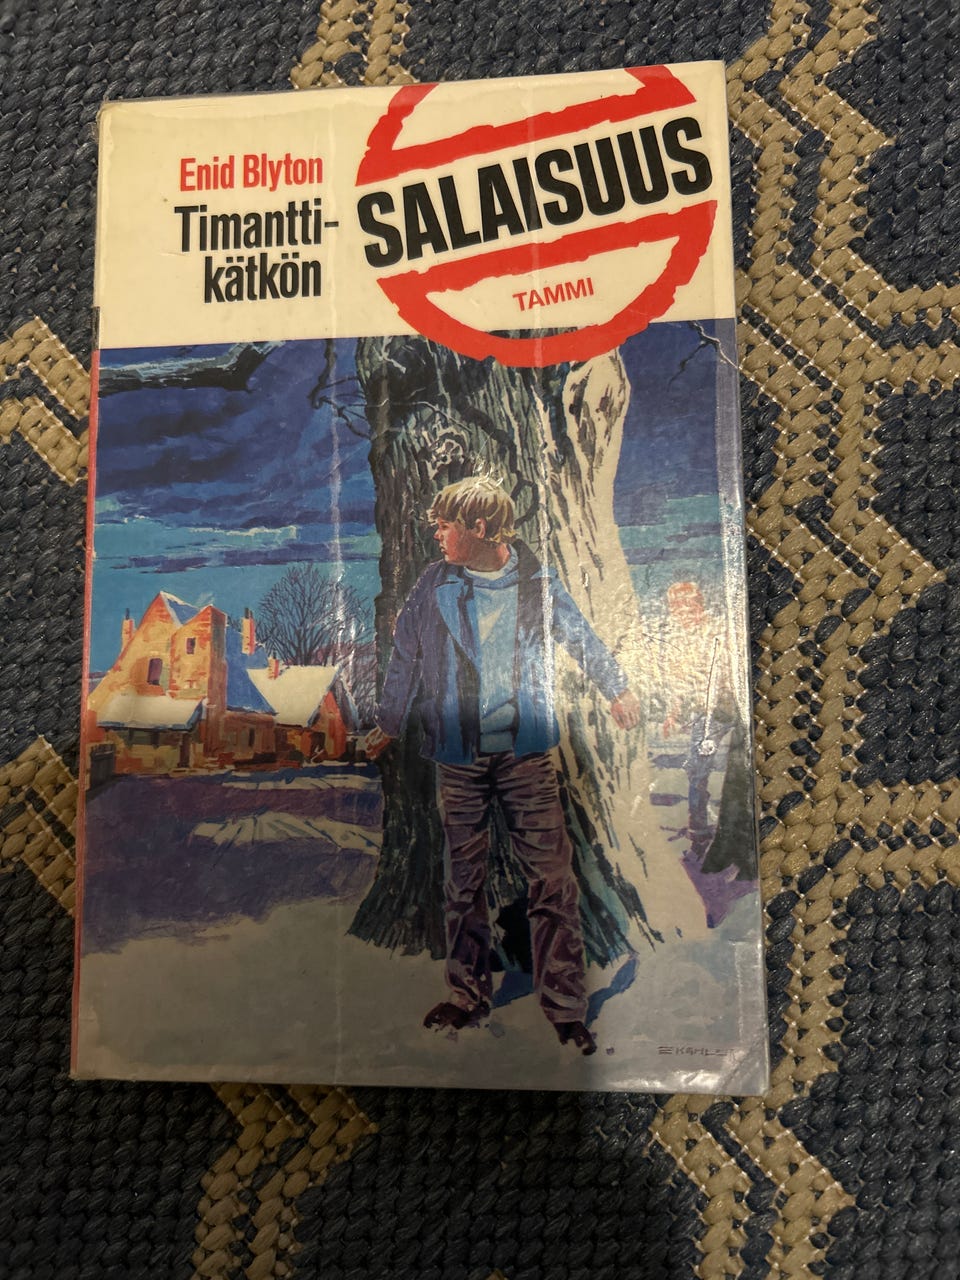 Enid Blyton
Timantti-
kätkön
SALAISUUS
TAMMI